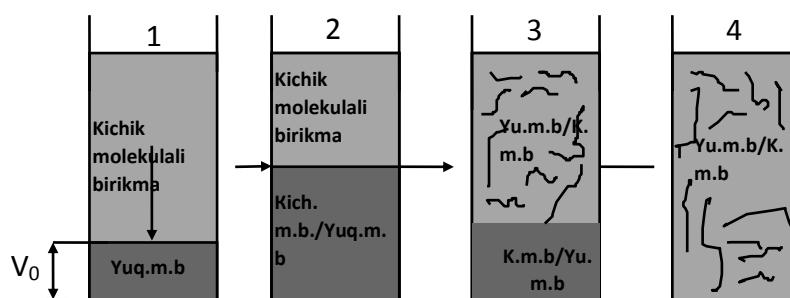 1
Kichik
molekulali
birikma
Yuq.m.b
V₀
2
Kichik
molekulali
birikma
Kich.
m.b./Yuq.m.
b
3
Yu.m.b/K.
m.b
K.m.b/Yu.
m.b
4
Yu.m.b/K.
m.b